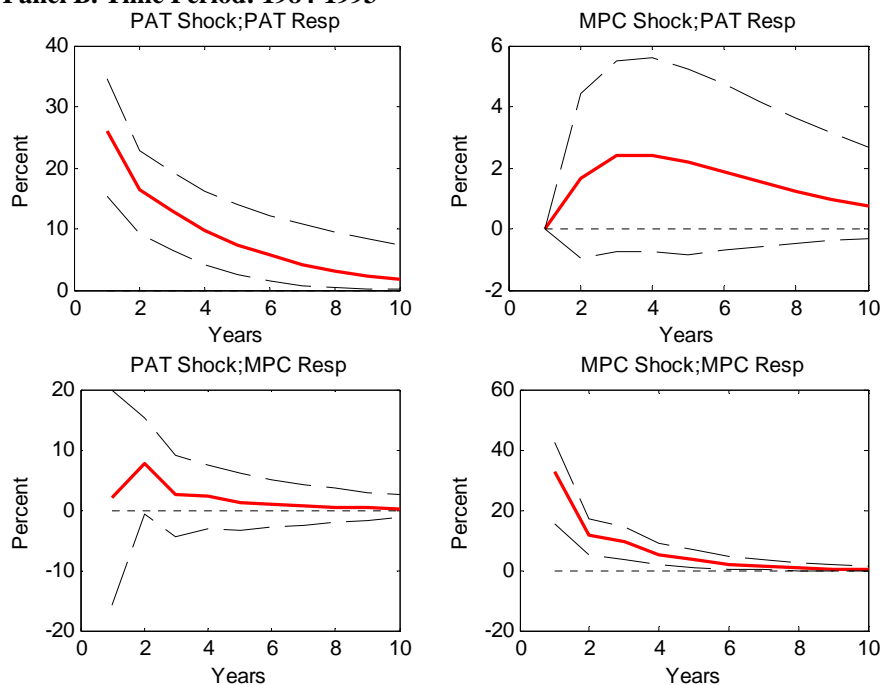 Panel B. Time Period:
PAT Shock;PAT Resp
40
30
20
10
0
Percent
0 2 4 6 8 10
Years
MPC Shock;PAT Resp
6
4
2
0
-2
Percent
0 2 4 6 8 10
Years
PAT Shock;MPC Resp
20
10
0
-10
-20
Percent
0 2 4 6 8 10
Years
MPC Shock;MPC Resp
60
40
20
0
-20
Percent
0 2 4 6 8 10
Years